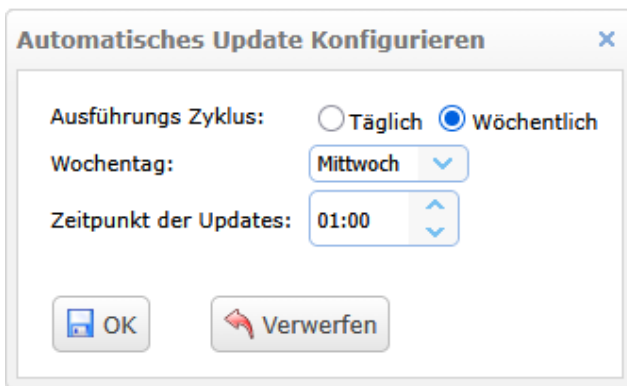 Automatisches Update Konfigurieren
Ausführungs Zyklus: Täglich Wöchentlich
Wochentag: Mittwoch
Zeitpunkt der Updates: 01:00
OK Verwerfen